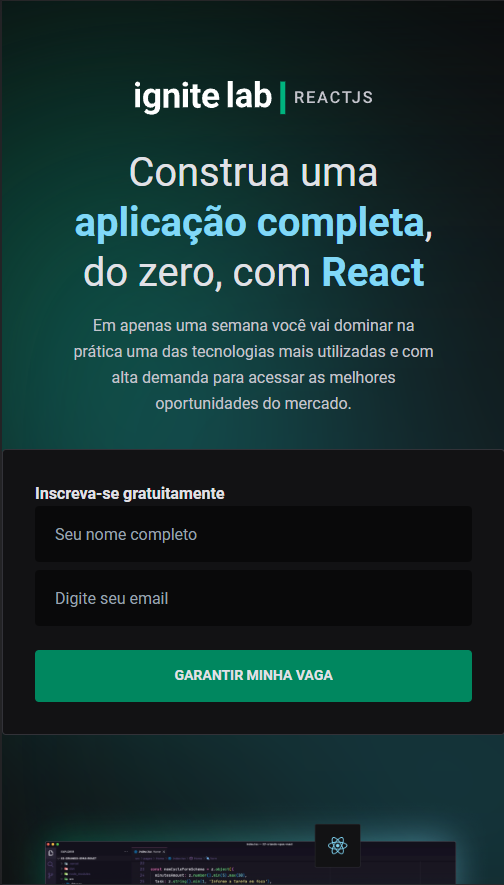 ignite lab | REACTJS
Construa uma
aplicação completa,
do zero, com React
Em apenas uma semana você vai dominar na
prática uma das tecnologias mais utilizadas e com
alta demanda para acessar as melhores
oportunidades do mercado.
Inscreva-se gratuitamente
Seu nome completo
Digite seu email
GARANTIR MINHA VAGA